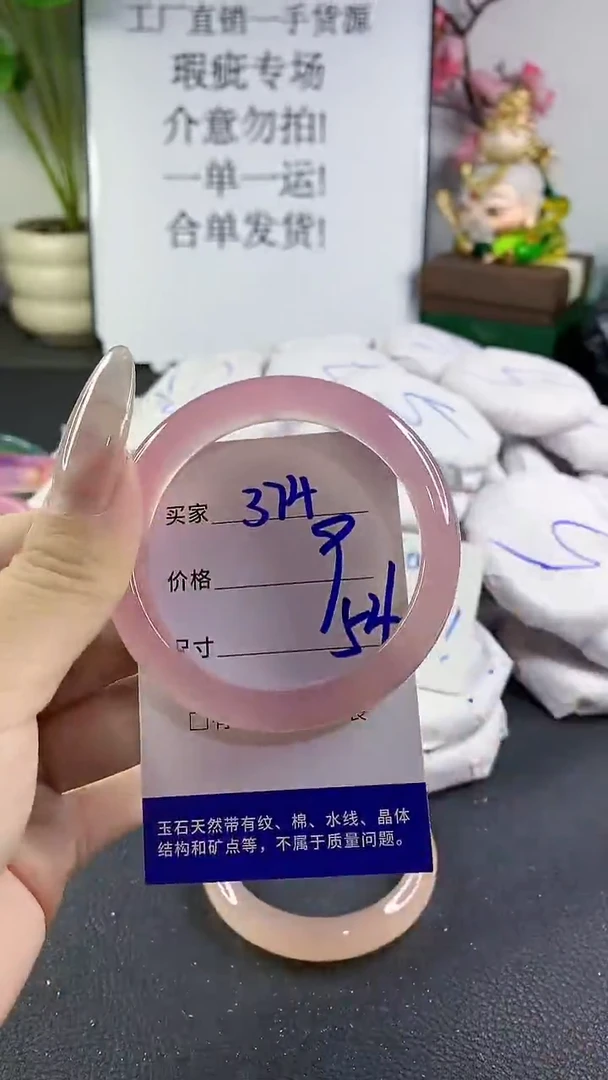 工厂直销一手货源
瑕疵专场
介意勿拍!
一单一运!
合单发货!
买家 374
价格
尺寸 54
玉石天然带有纹、棉、水线、晶体
结构和矿点等，不属于质量问题。